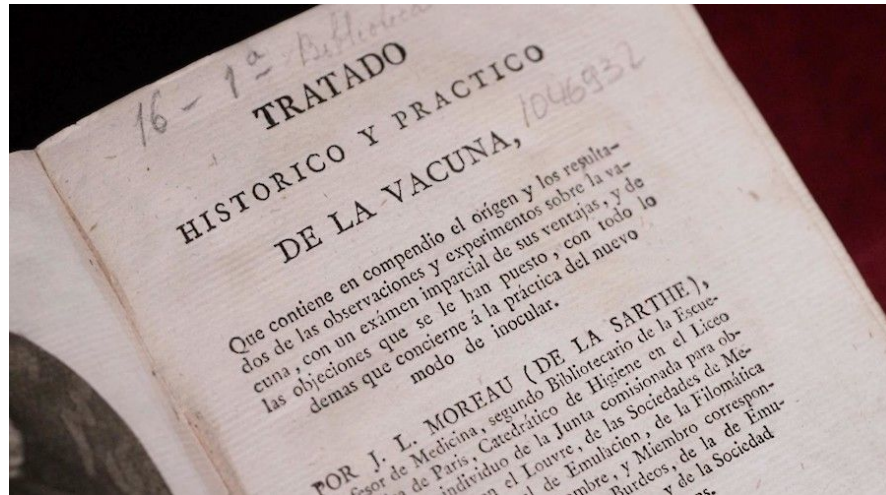 16 - 1ª Biblioteca
TRATADO
HISTORICO Y PRACTICO
1046932
DE LA VACUNA,
Que contiene en compendio el orígen y los resulta-
dos de las observaciones y experimentos sobre la va-
cuna, con un exámen imparcial de sus ventajas, y de
las objeciones que se le han puesto, con todo lo
demas que concierne á la práctica del nuevo
modo de inocular.
POR J. L. MOREAU (DE LA SARTHE),
fesor de Medicina, segundo Bibliotecario de la Escue-
de Paris, Catedrático de Higiene en el Liceo
individuo de la Junta comisionada para ob-
en el Louvre, de las Sociedades de Me-
de Emulacion, de la Filomática
mbre, y Miembro correspon-
Burdeos, de la de Emu-
y de la Sociedad